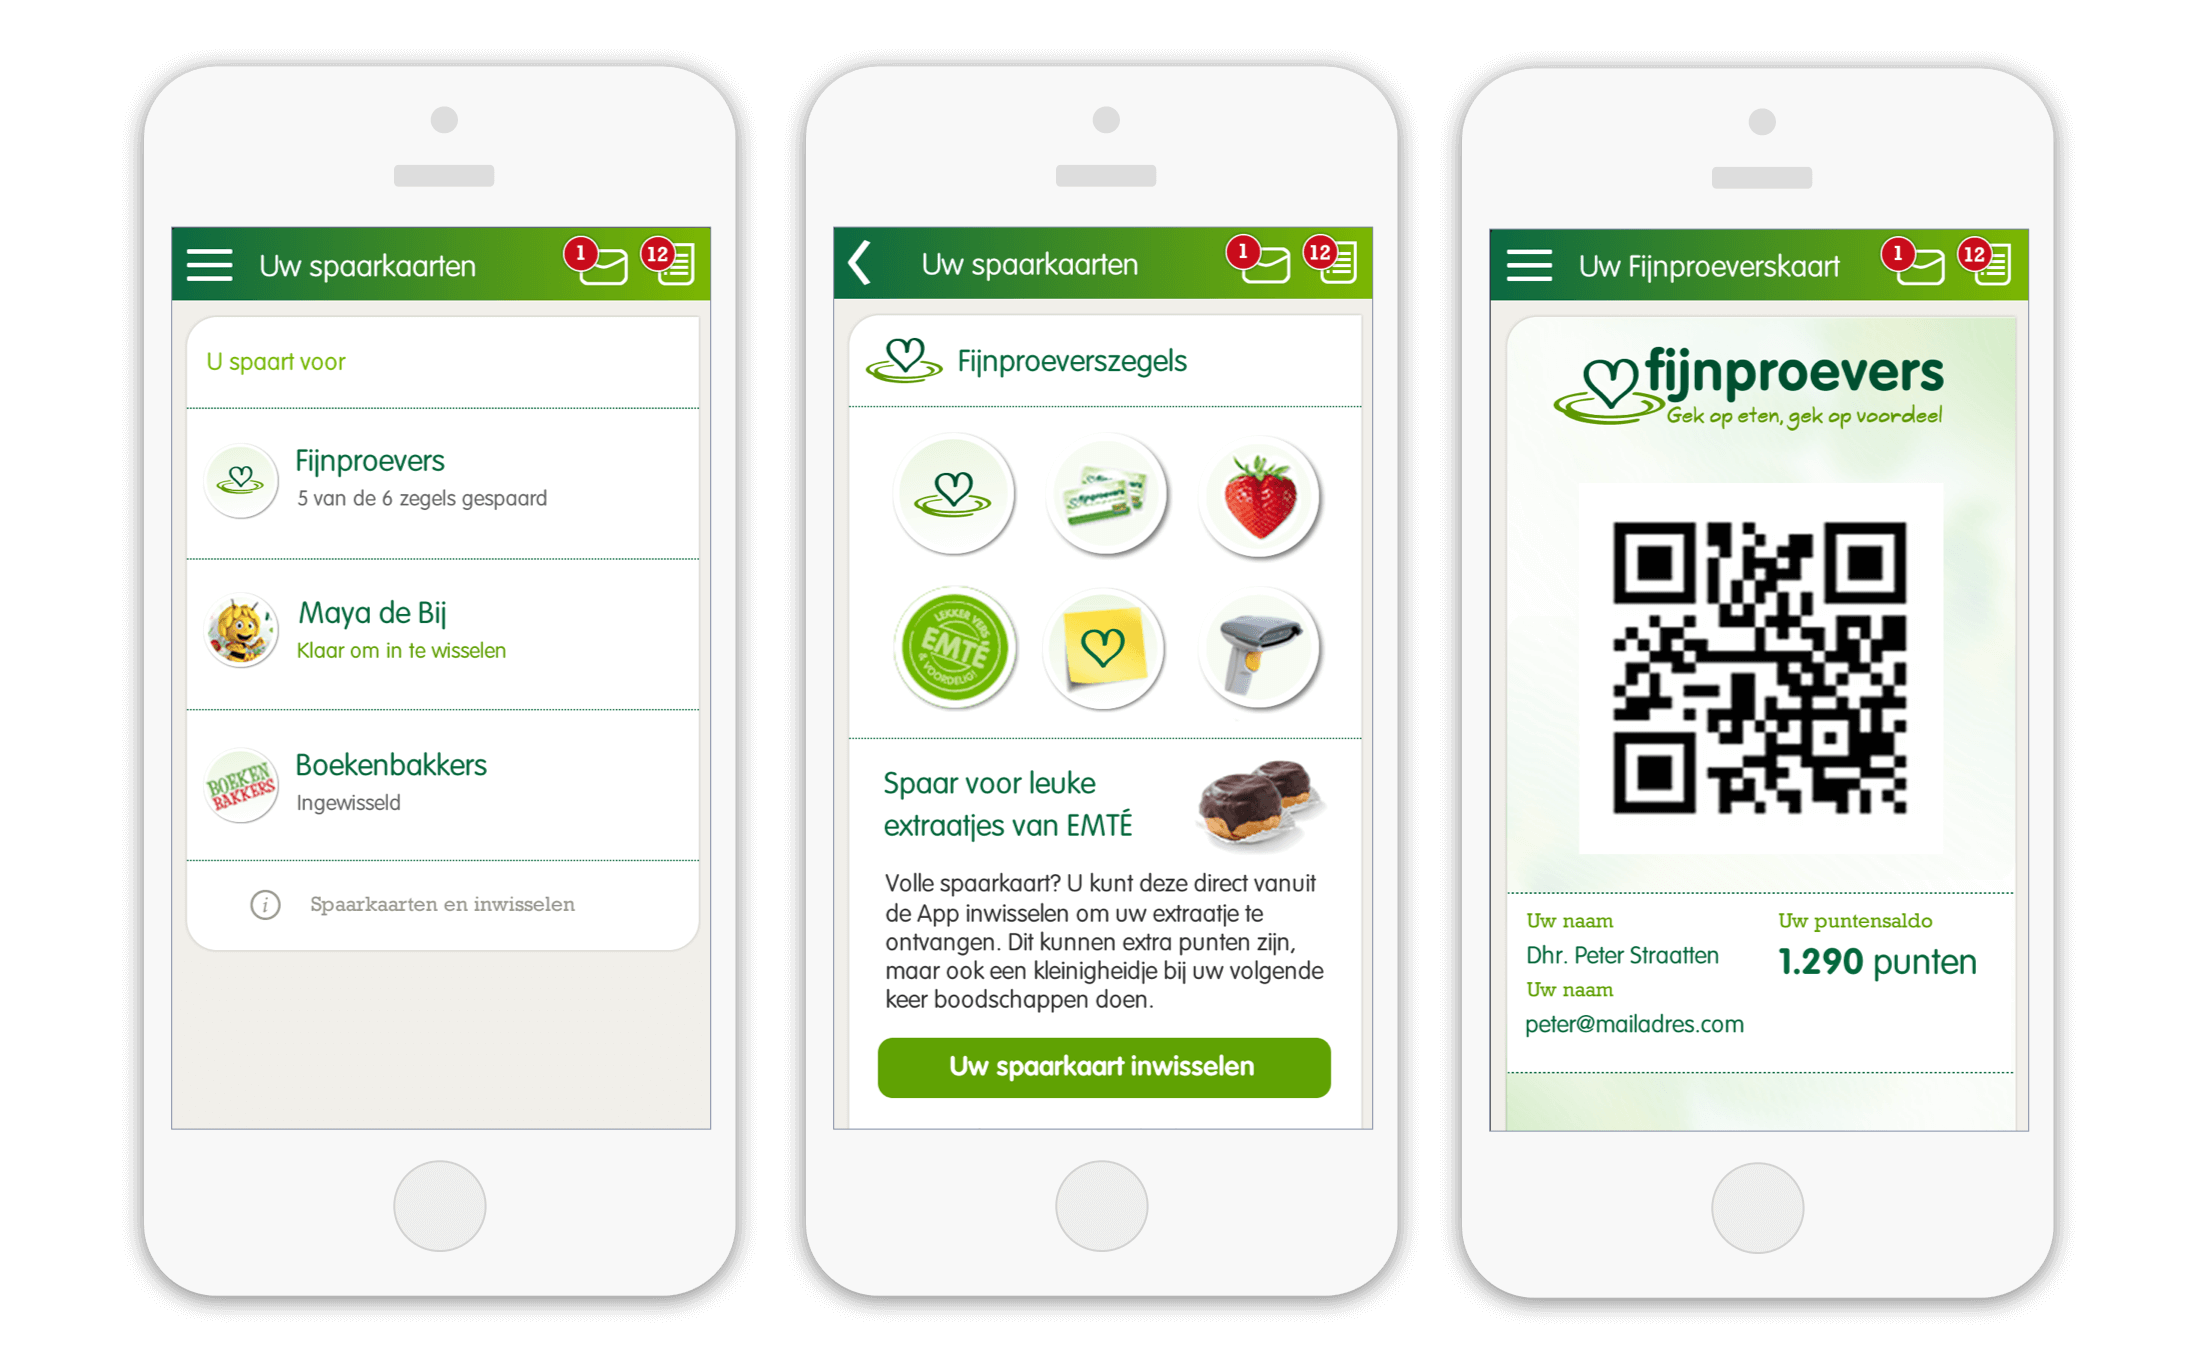 1
12
Uw spaarkaarten
U spaart voor
Fijnproevers
5 van de 6 zegels gespaard
Maya de Bij
Klaar om in te wisselen
BOEKEN
BAKKERS
Boekenbakkers
Ingewisseld
i
Spaarkaarten en inwisselen
1
12
Uw spaarkaarten
Fijnproeverszegels
fijnproevers
LEKKER VERS
EMTÉ
& VOORDELIG!
Spaar voor leuke
extraatjes van EMTÉ
Volle spaarkaart? U kunt deze direct vanuit
de App inwisselen om uw extraatje te
ontvangen. Dit kunnen extra punten zijn,
maar ook een kleinigheidje bij uw volgende
keer boodschappen doen.
Uw spaarkaart inwisselen
1
12
Uw Fijnproeverskaart
fijnproevers
Gek op eten, gek op voordeel
Uw naam
Dhr. Peter Straatten
Uw naam
peter@mailadres.com
Uw puntensaldo
1.290 punten